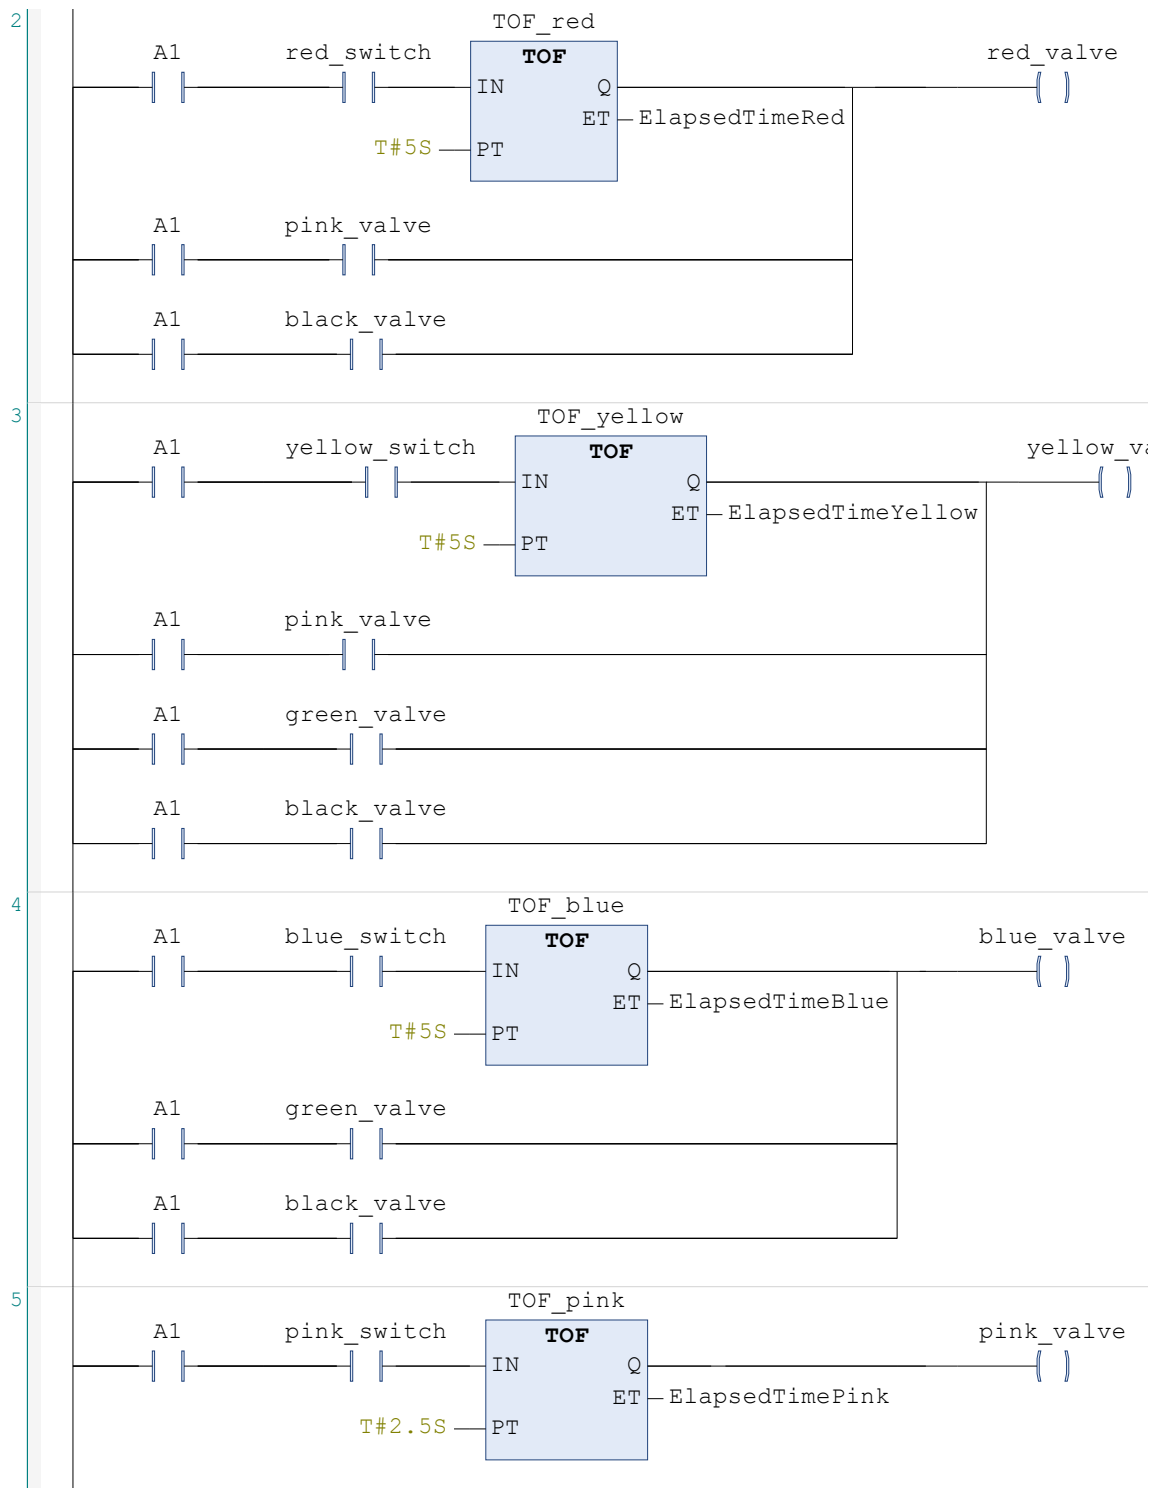 2
TOF_red
A1 red_switch TOF red_valve
IN Q
ET ElapsedTimeRed
T#5S PT
A1 pink_valve
A1 black_valve
3
TOF_yellow
A1 yellow_switch TOF yellow_va
IN Q
ET ElapsedTimeYellow
T#5S PT
A1 pink_valve
A1 green_valve
A1 black_valve
4
TOF_blue
A1 blue_switch TOF blue_valve
IN Q
ET ElapsedTimeBlue
T#5S PT
A1 green_valve
A1 black_valve
5
TOF_pink
A1 pink_switch TOF pink_valve
IN Q
ET ElapsedTimePink
T#2.5S PT